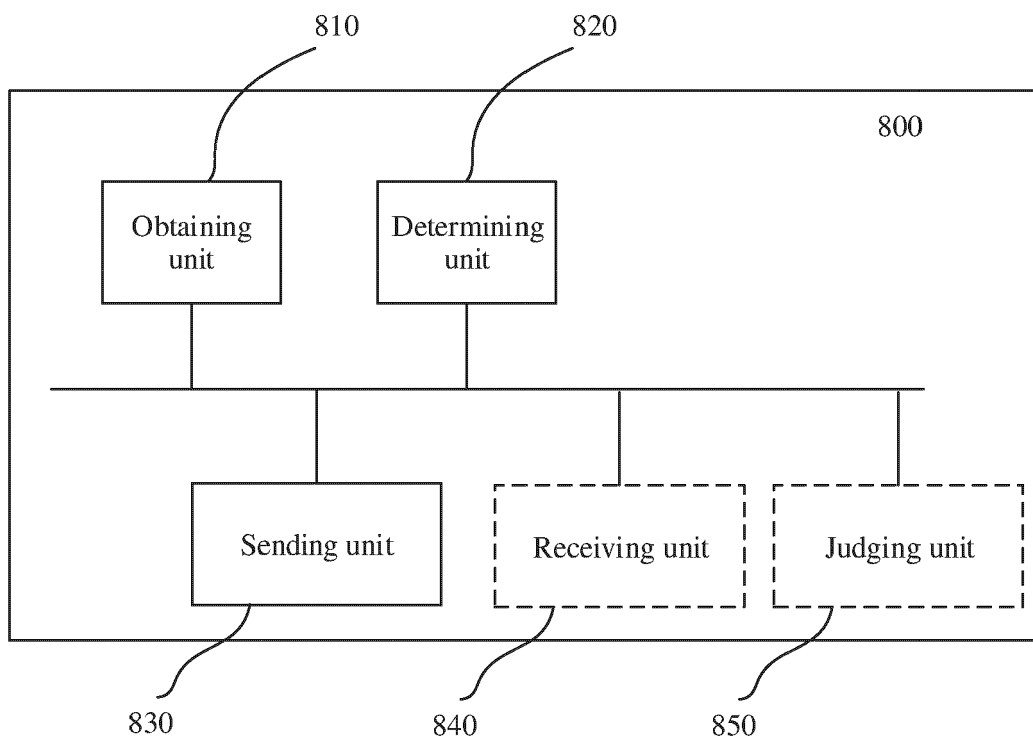 810
820
800
Obtaining
unit
Determining
unit
Sending unit
Receiving unit
Judging unit
830
840
850